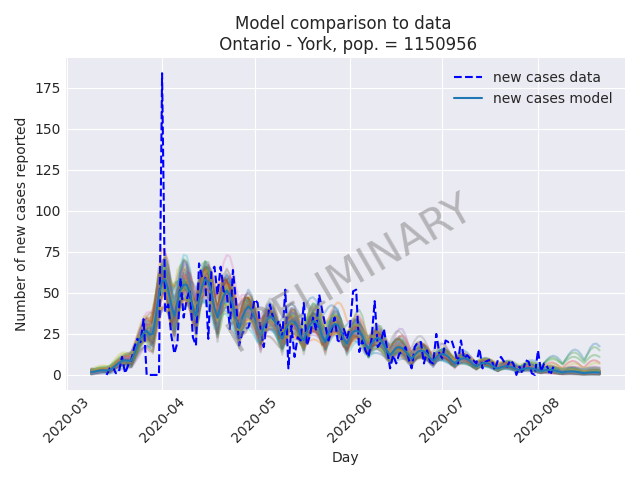 Model comparison to data
Ontario - York, pop. = 1150956
new cases data
new cases model
Number of new cases reported
175
150
125
100
75
50
25
0
PRELIMINARY
2020-03
2020-04
2020-05
2020-06
2020-07
2020-08
Day